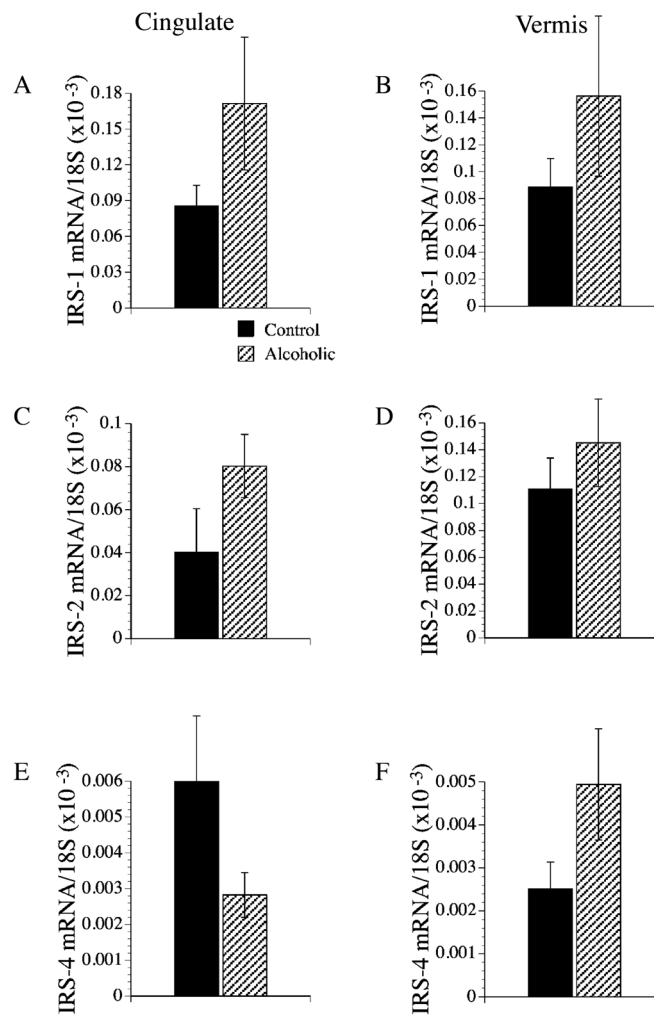 Cingulate
Vermis
A
IRS-1 mRNA/18S (x10-3)
0.18
0.15
0.12
0.09
0.06
0.03
0
B
IRS-1 mRNA/18S (x10-3)
0.16
0.14
0.12
0.1
0.08
0.06
0.04
0.02
0
Control
Alcoholic
C
IRS-2 mRNA/18S (x10-3)
0.1
0.08
0.06
0.04
0.02
0
D
IRS-2 mRNA/18S (x10-3)
0.16
0.14
0.12
0.1
0.08
0.06
0.04
0.02
0
E
IRS-4 mRNA/18S (x10-3)
0.006
0.005
0.004
0.003
0.002
0.001
0
F
IRS-4 mRNA/18S (x10-3)
0.005
0.004
0.003
0.002
0.001
0